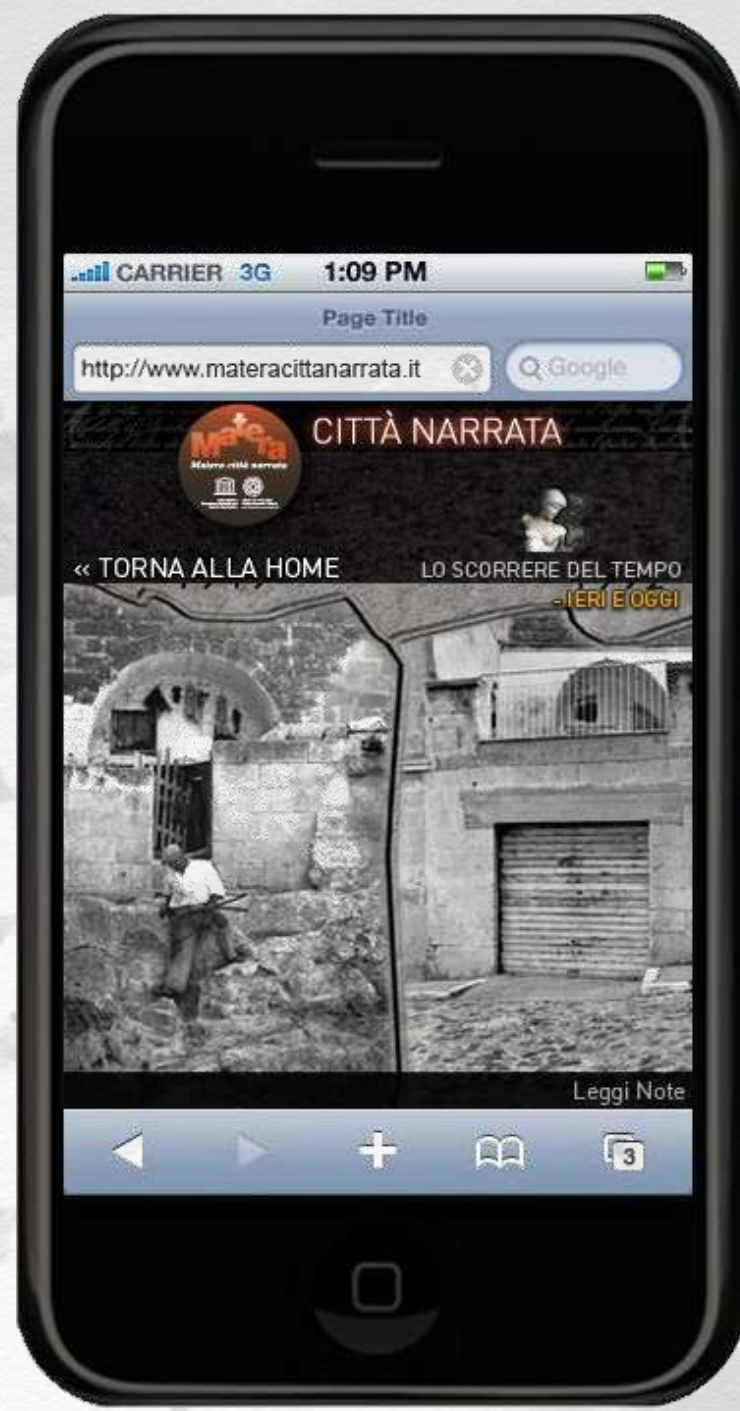 CARRIER 3G 1:09 PM
Page Title
http://www.materacittanarrata.it
Google
Matera
Matera città narrata
CITTÀ NARRATA
« TORNA ALLA HOME
LO SCORRERE DEL TEMPO
- IERI E OGGI
Leggi Note
3